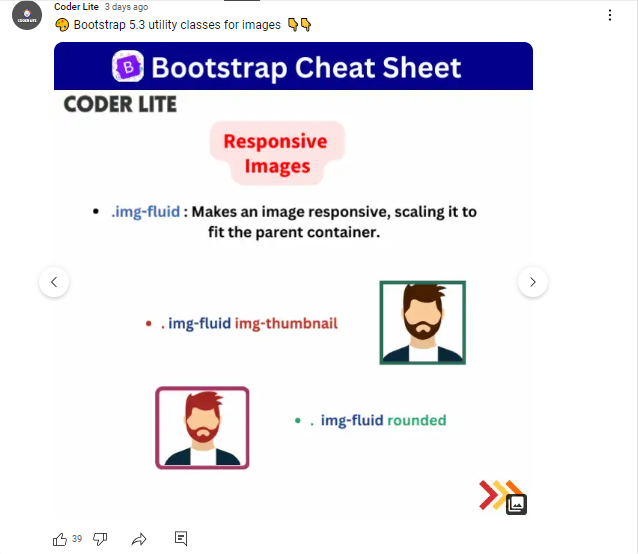 Coder Lite 3 days ago
Bootstrap 5.3 utility classes for images
B Bootstrap Cheat Sheet
CODER LITE
Responsive
Images
• .img-fluid : Makes an image responsive, scaling it to
fit the parent container.
• . img-fluid img-thumbnail
• . img-fluid rounded
39